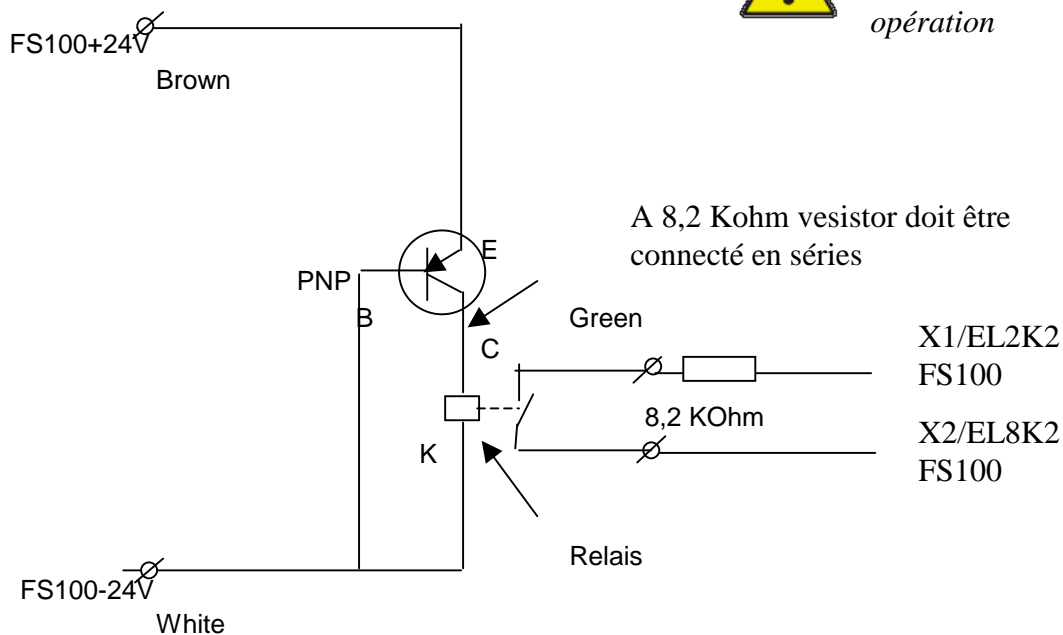 opération
FS100+24V
Brown
A 8,2 Kohm vesistor doit être
connecté en séries
E
PNP
B
Green
C
X1/EL2K2
FS100
8,2 KOhm
X2/EL8K2
FS100
K
Relais
FS100-24V
White